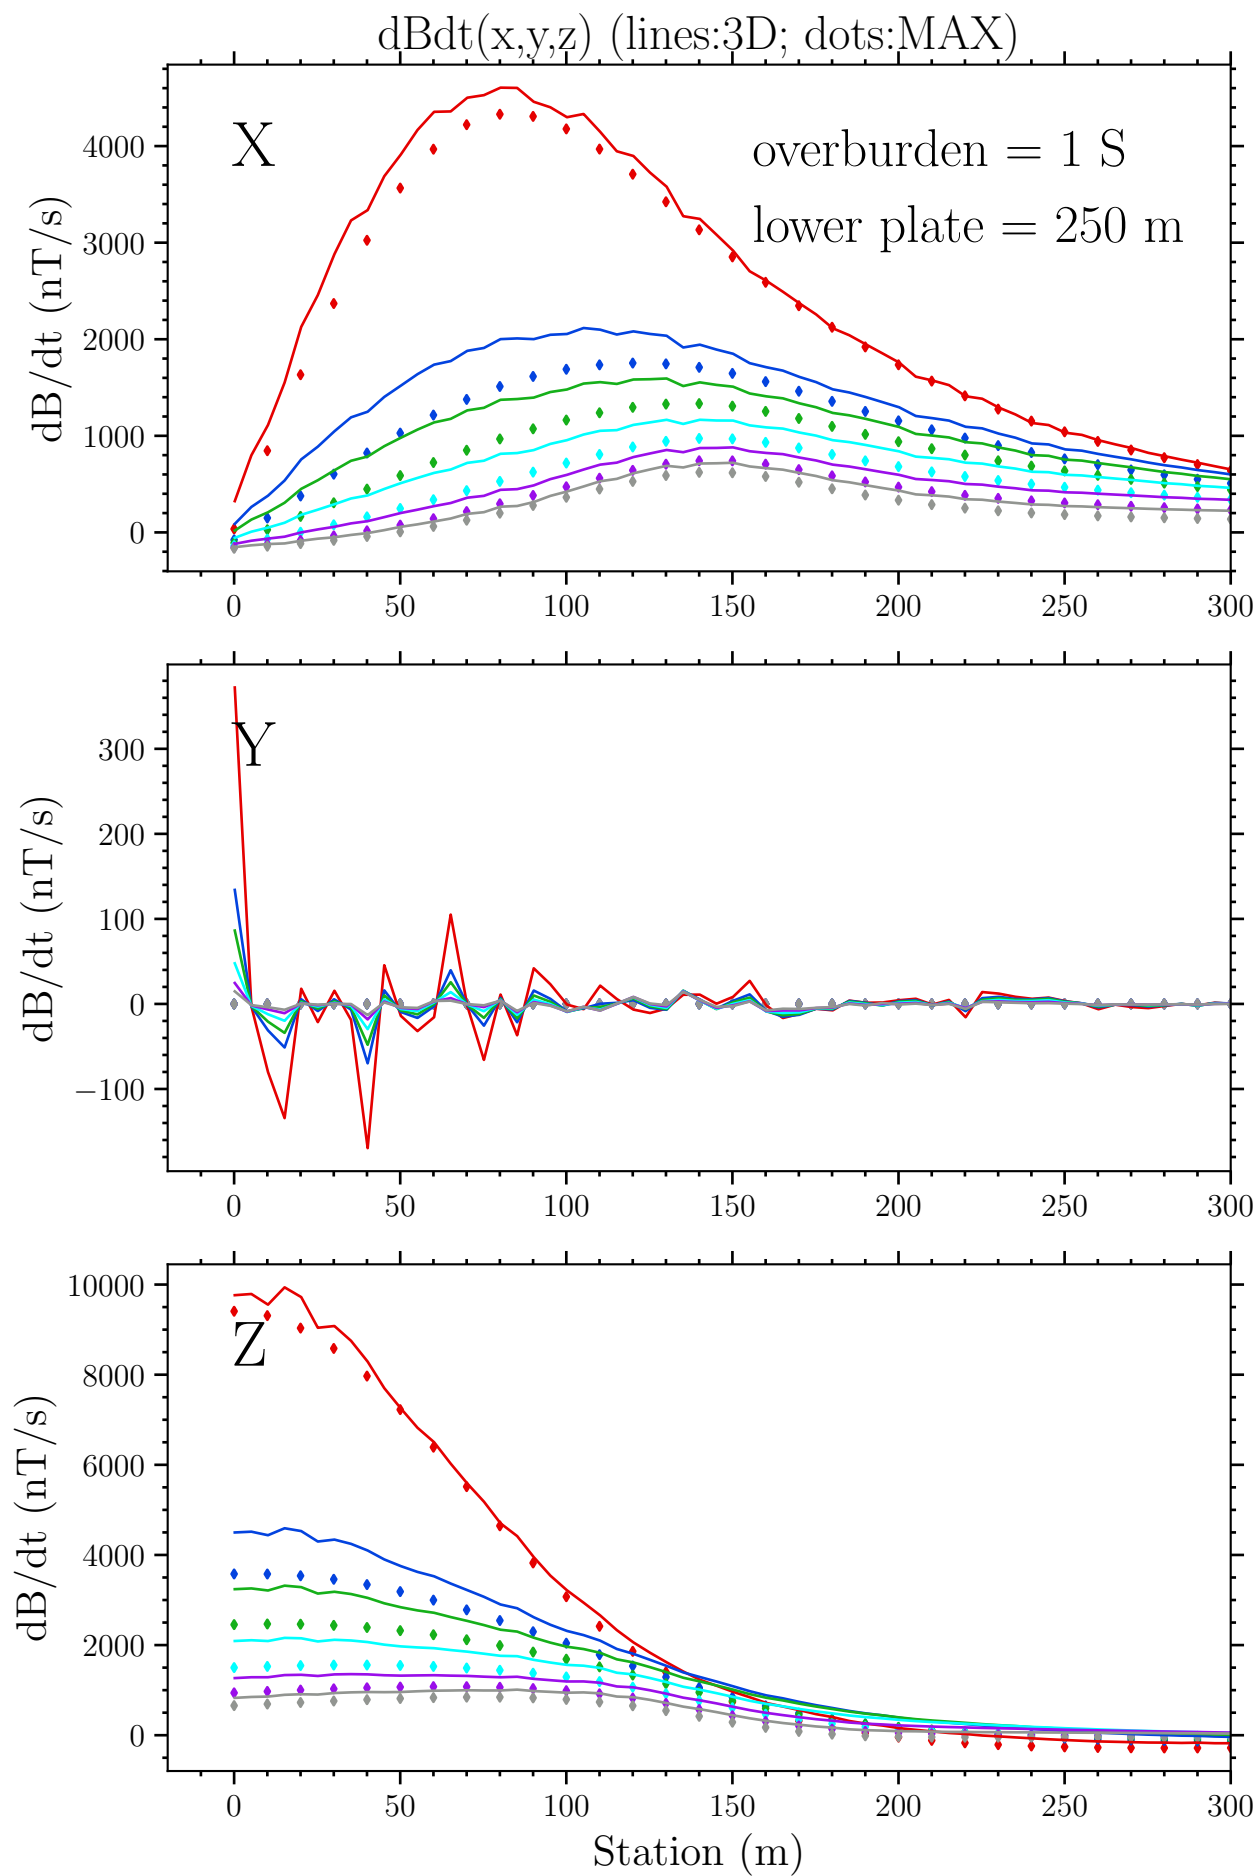 dBdt(x,y,z) (lines:3D; dots:MAX)
X
overburden = 1 S
lower plate = 250 m
dB/dt (nT/s)
4000
3000
2000
1000
0
0 50 100 150 200 250 300
Y
dB/dt (nT/s)
300
200
100
0
−100
0 50 100 150 200 250 300
Z
dB/dt (nT/s)
10000
8000
6000
4000
2000
0
0 50 100 150 200 250 300
Station (m)